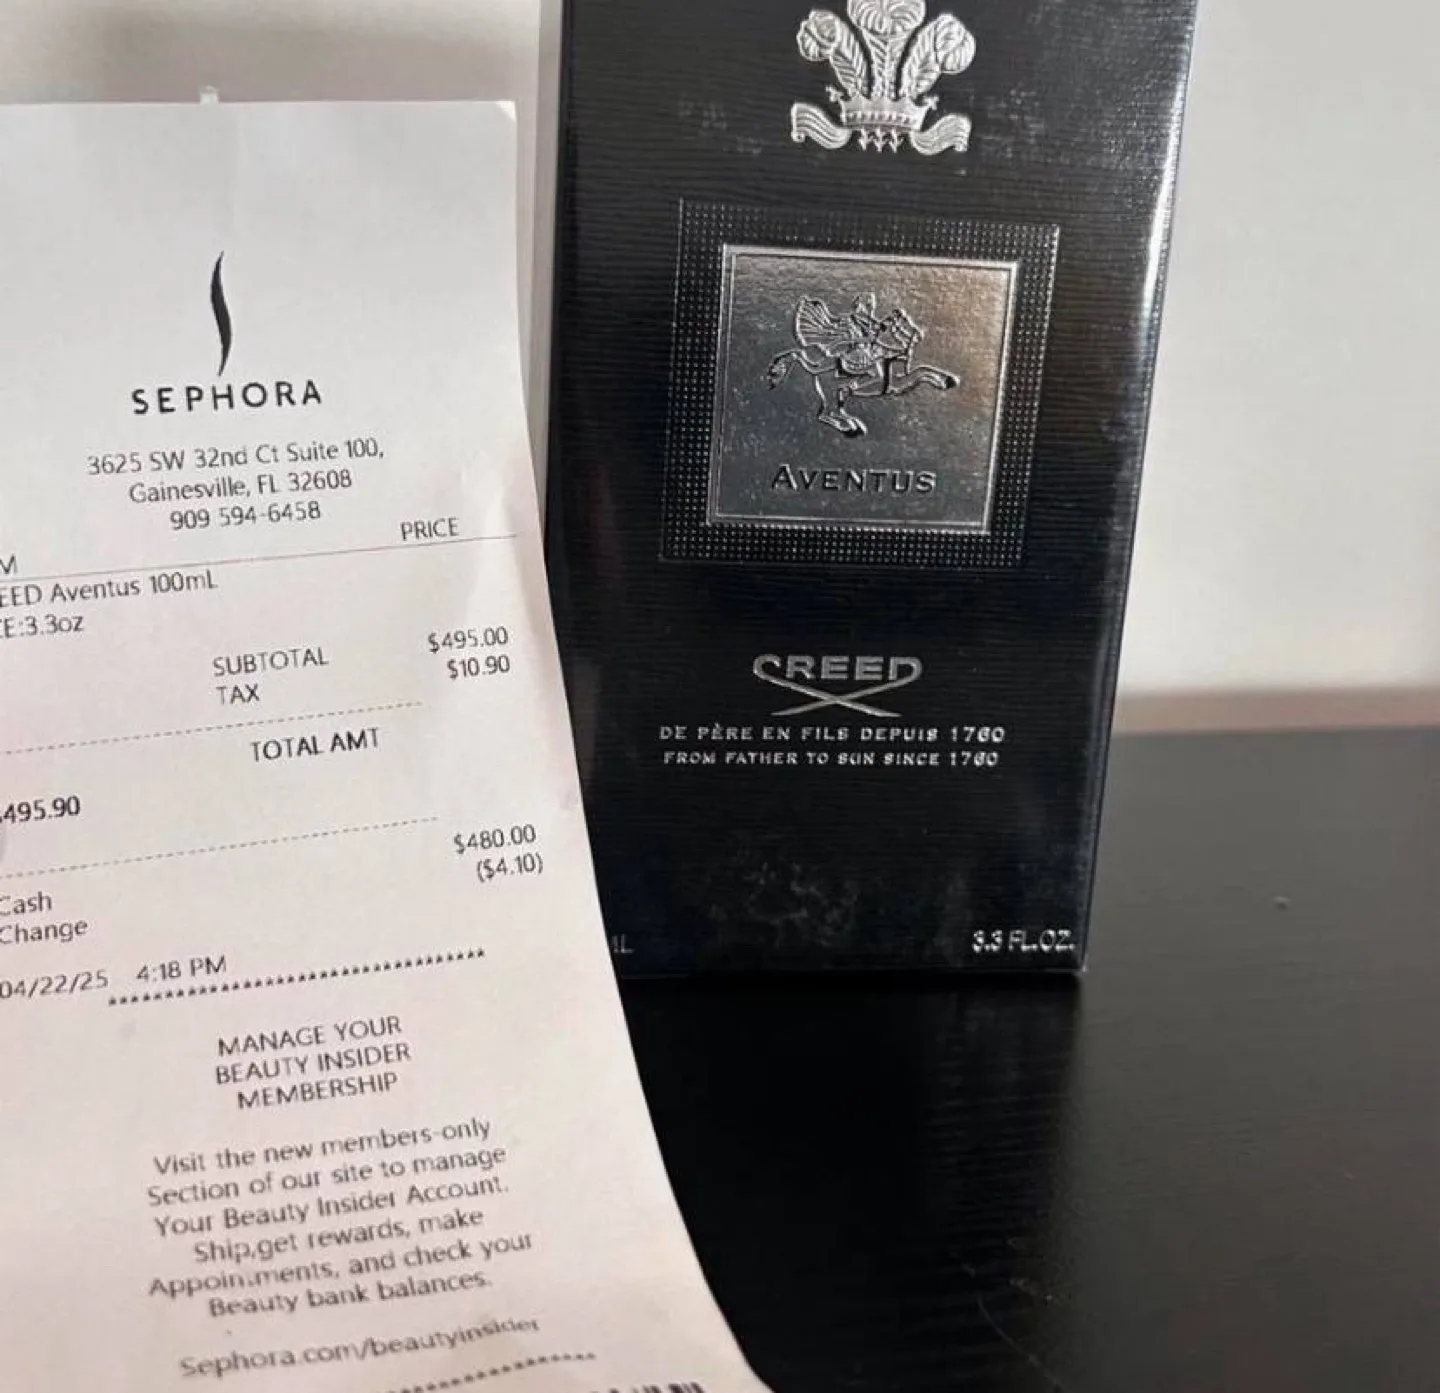 SEPHORA
3625 SW 32nd Ct Suite 100,
Gainesville, FL 32608
909 594-6458
M PRICE
EED Aventus 100mL
E:3.3oz
SUBTOTAL $495.00
TAX $10.90
TOTAL AMT
495.90
$480.00
($4.10)
Cash
Change
04/22/25 4:18 PM
*****************************************
MANAGE YOUR
BEAUTY INSIDER
MEMBERSHIP
Visit the new members-only
Section of our site to manage
Your Beauty Insider Account.
Ship,get rewards, make
Appoin.ments, and check your
Beauty bank balances.
Sephora.com/beautyinsider
AVENTUS
CREED
DE PÈRE EN FILS DEPUIS 1760
FROM FATHER TO SON SINCE 1760
3.3 FL.OZ.